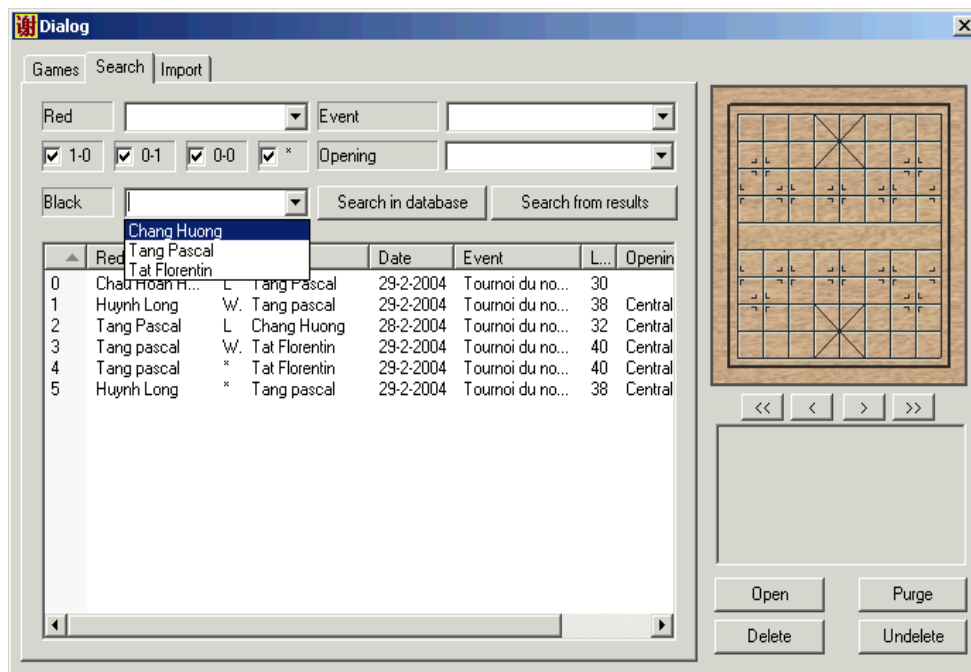 谢 Dialog
Games Search Import
Red Event
1-0 0-1 0-0 * Opening
Black Search in database Search from results
Chang Huong
Tang Pascal
Tat Florentin
Red Date Event L... Openin
0 Chau Hoan H... L Tang Pascal 29-2-2004 Tournoi du no... 30
1 Huynh Long W. Tang pascal 29-2-2004 Tournoi du no... 38 Central
2 Tang Pascal L Chang Huong 28-2-2004 Tournoi du no... 32 Central
3 Tang pascal W. Tat Florentin 29-2-2004 Tournoi du no... 40 Central
4 Tang pascal * Tat Florentin 29-2-2004 Tournoi du no... 40 Central
5 Huynh Long * Tang pascal 29-2-2004 Tournoi du no... 38 Central
<< < > >>
Open Purge
Delete Undelete